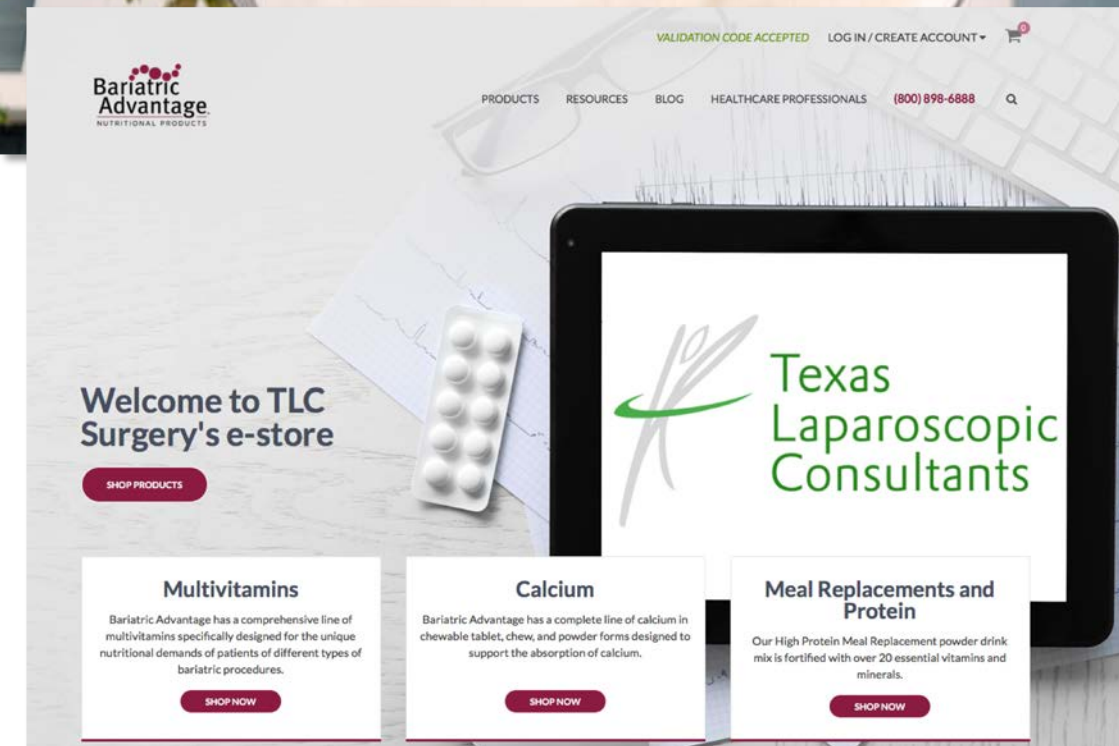 VALIDATION CODE ACCEPTED LOG IN / CREATE ACCOUNT 0
Bariatric
Advantage
NUTRITIONAL PRODUCTS
PRODUCTS RESOURCES BLOG HEALTHCARE PROFESSIONALS (800) 898-6888
Welcome to TLC
Surgery's e-store
SHOP PRODUCTS
Texas
Laparoscopic
Consultants
Multivitamins
Bariatric Advantage has a comprehensive line of
multivitamins specifically designed for the unique
nutritional demands of patients of different types of
bariatric procedures.
SHOP NOW
Calcium
Bariatric Advantage has a complete line of calcium in
chewable tablet, chew, and powder forms designed to
support the absorption of calcium.
SHOP NOW
Meal Replacements and
Protein
Our High Protein Meal Replacement powder drink
mix is fortified with over 20 essential vitamins and
minerals.
SHOP NOW